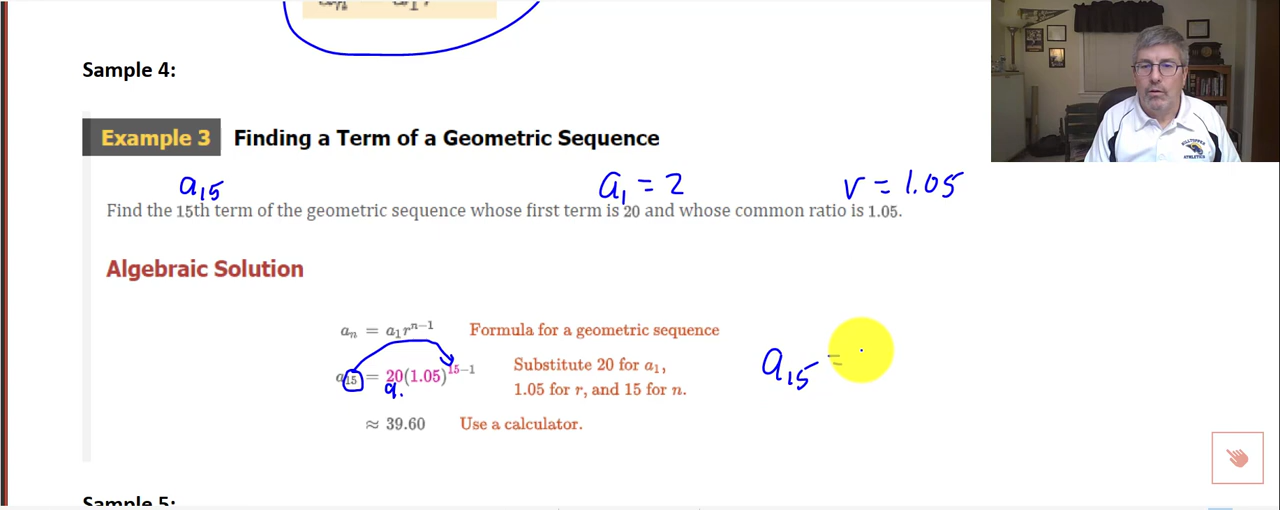 Sample 4:
Example 3 Finding a Term of a Geometric Sequence
a₁₅ a₁ = 2 r = 1.05
Find the 15th term of the geometric sequence whose first term is 20 and whose common ratio is 1.05.
Algebraic Solution
aₙ = a₁rⁿ⁻¹ Formula for a geometric sequence
a₁₅ = 20(1.05)¹⁵⁻¹ Substitute 20 for a₁,
a. 1.05 for r, and 15 for n.
≈ 39.60 Use a calculator.
a₁₅ =
Sample 5: